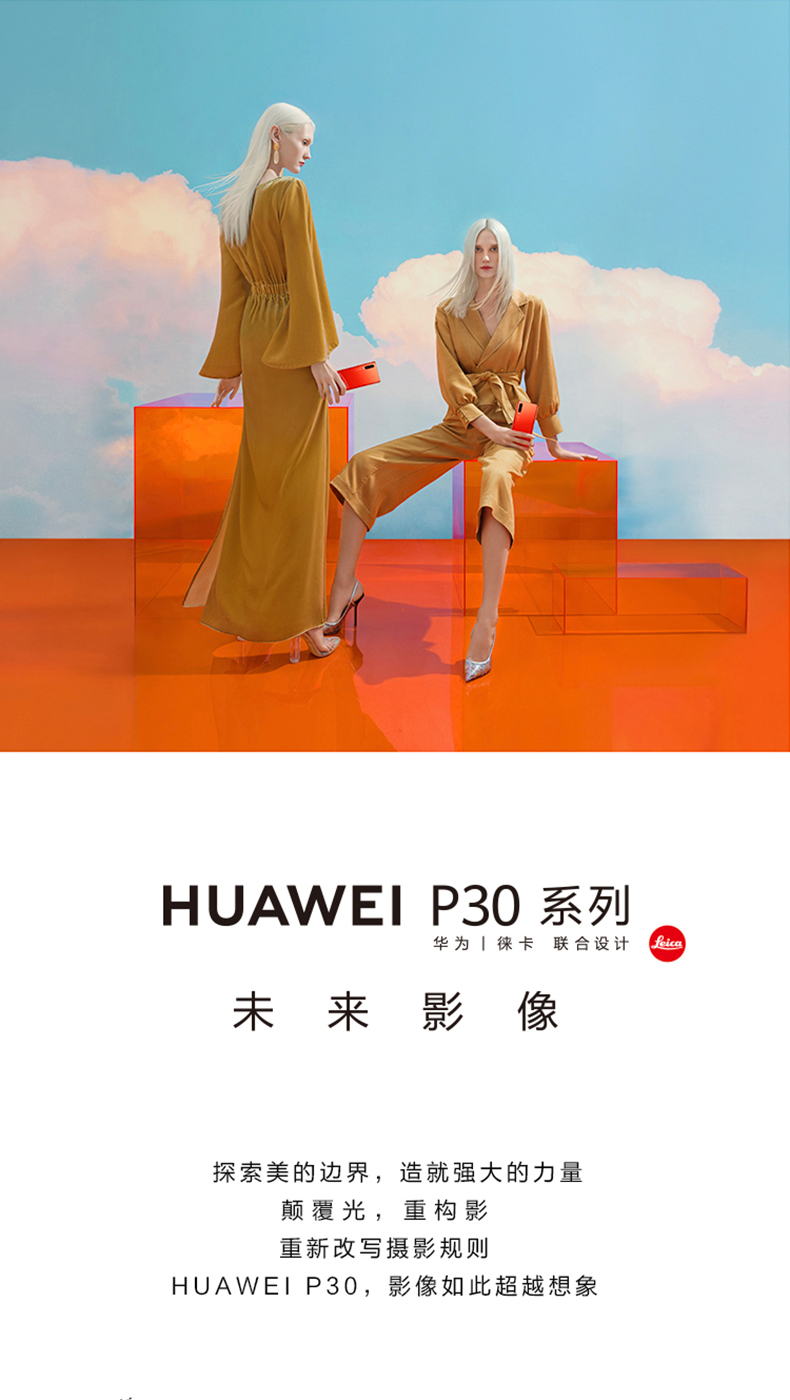 HUAWEI P30 系列
华为 | 徕卡 联合设计
Leica
未来影像
探索美的边界，造就强大的力量
颠覆光，重构影
重新改写摄影规则
HUAWEI P30，影像如此超越想象